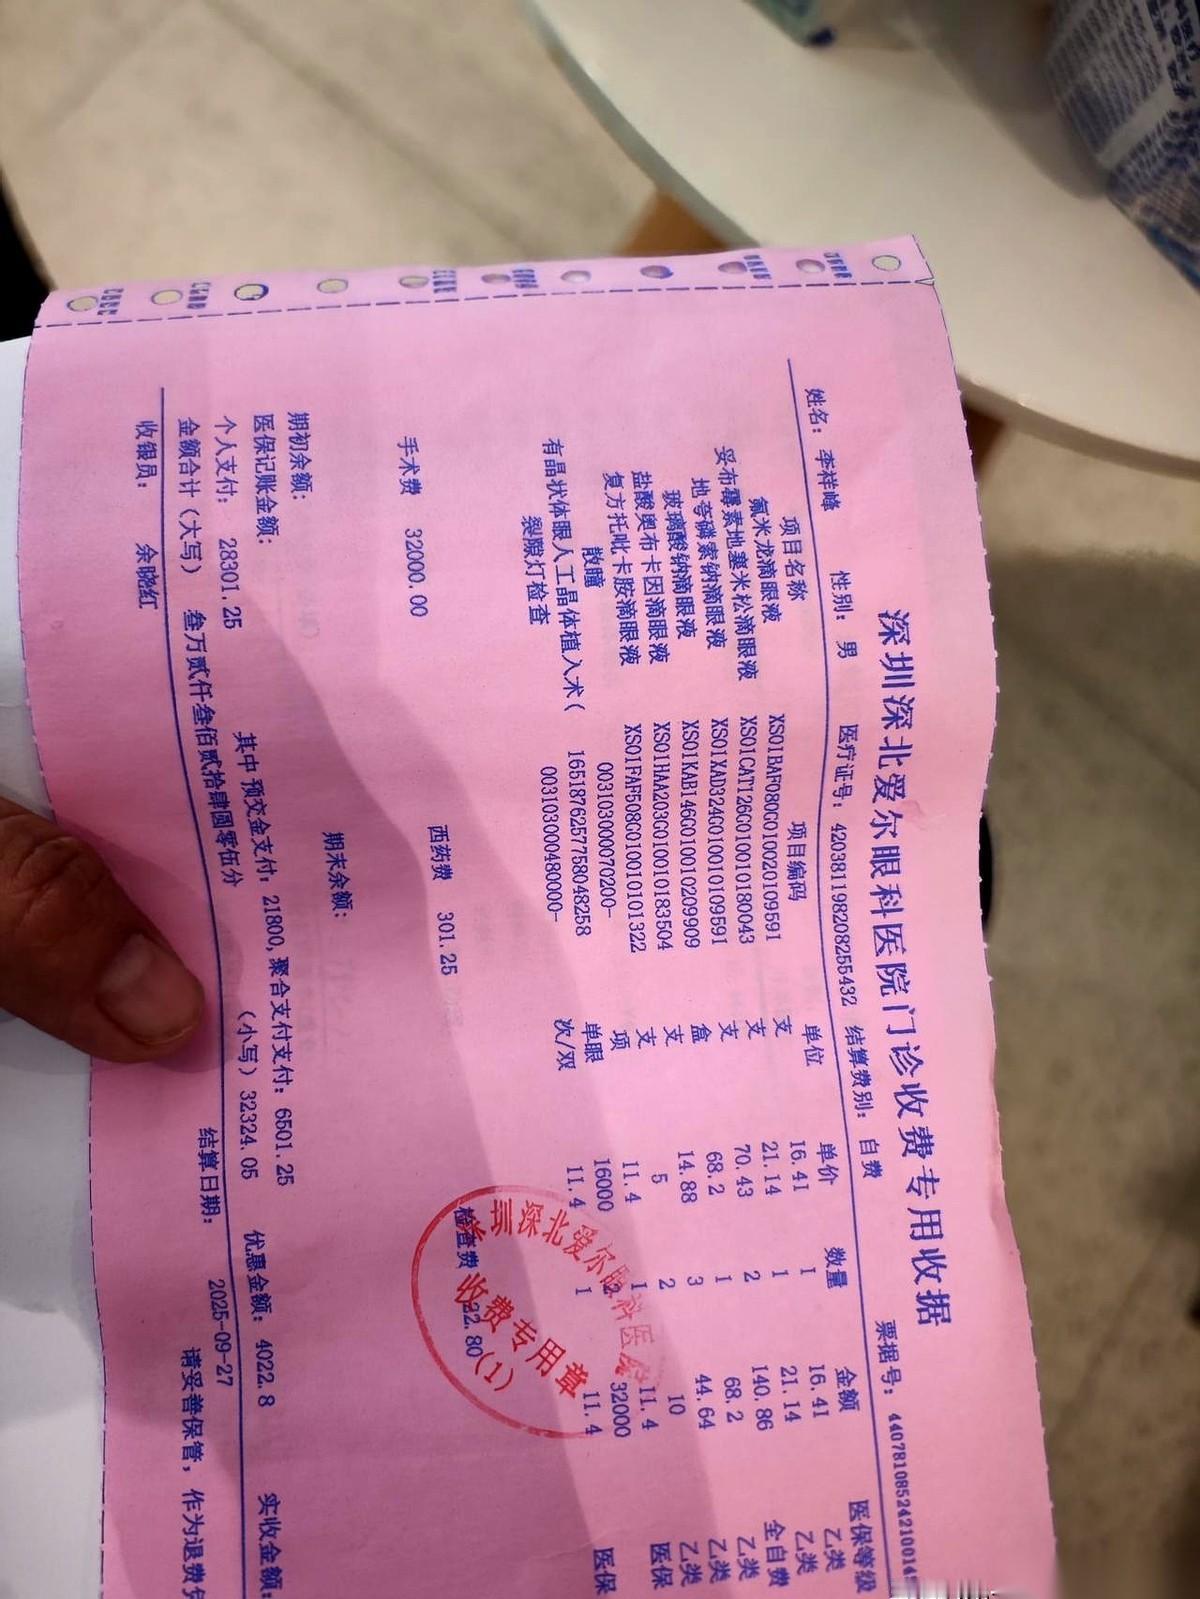 深圳深北爱尔眼科医院门诊收费专用收据
票据号: 4407810852421001
姓名: 李祥峰 性别: 男 医疗证号: 420381198208255432 结算费别: 自费
项目名称 项目编码 单位 单价 数量 金额 医保等级
氟米龙滴眼液 XS01BAF080G010020109591 支 16.41 1 16.41 乙类
妥布霉素地塞米松滴眼液 XS01CAT126G010010180043 支 21.14 1 21.14 乙类
地夸磷索钠滴眼液 XS01XAD324G010010109591 支 70.43 2 140.86 全自费
玻璃酸钠滴眼液 XS01KAB146G010010209909 盒 68.2 1 68.2 乙类
盐酸奥布卡因滴眼液 XS01HAA203G010010183504 支 14.88 3 44.64 乙类
复方托吡卡胺滴眼液 XS01FAF508G010010101322 支 5 2 10 乙类
散瞳 003103000070200- 项 11.4 1 11.4 医保
有晶状体眼人工晶体植入术( 1651876257758048258 单眼 16000 2 32000
裂隙灯检查 003103000480000- 次/双 11.4 1 11.4 医保
手术费 32000.00 西药费 301.25 检查费 22.80
期初余额: 期末余额:
医保记账金额:
个人支付: 28301.25 其中 预交金支付: 21800,聚合支付支付: 6501.25 优惠金额: 4022.8 实收金额:
金额合计(大写) 叁万贰仟叁佰贰拾肆圆零伍分 (小写) 32324.05
收银员: 余晓红 结算日期: 2025-09-27 请妥善保管，作为退费
深圳深北爱尔眼科医院
收费专用章
(1)